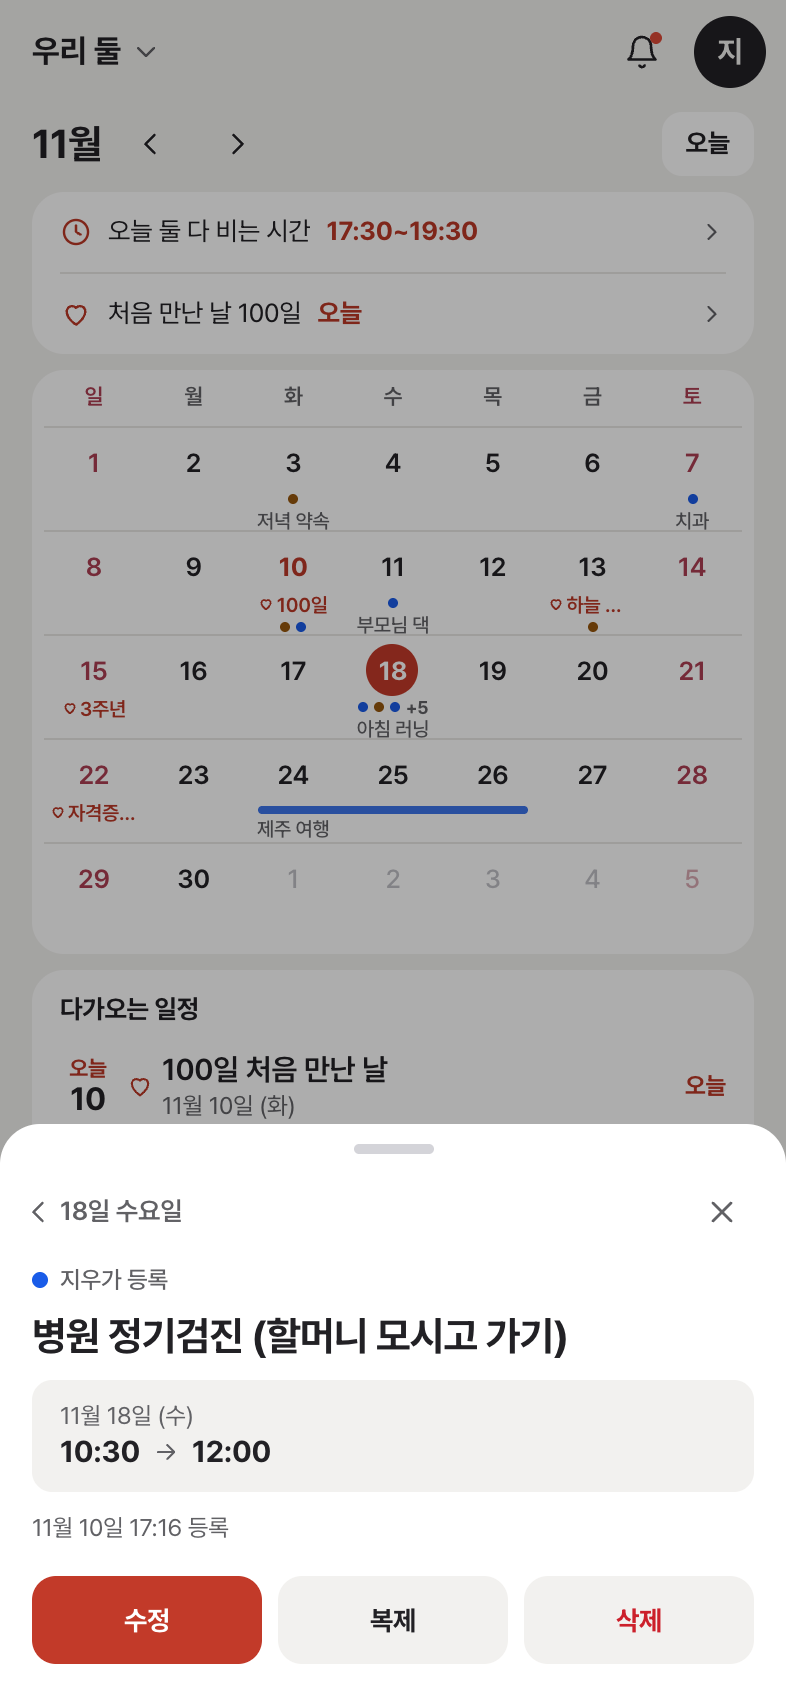 우리 둘
지
11월
오늘
오늘 둘 다 비는 시간 17:30~19:30
처음 만난 날 100일 오늘
일 월 화 수 목 금 토
1 2 3 4 5 6 7
저녁 약속 치과
8 9 10 11 12 13 14
100일 부모님 댁 하늘 ...
15 16 17 18 19 20 21
3주년 +5
아침 러닝
22 23 24 25 26 27 28
자격증... 제주 여행
29 30 1 2 3 4 5
다가오는 일정
오늘
10
100일 처음 만난 날
11월 10일 (화)
오늘
18일 수요일
지우가 등록
병원 정기검진 (할머니 모시고 가기)
11월 18일 (수)
10:30 → 12:00
11월 10일 17:16 등록
수정 복제 삭제